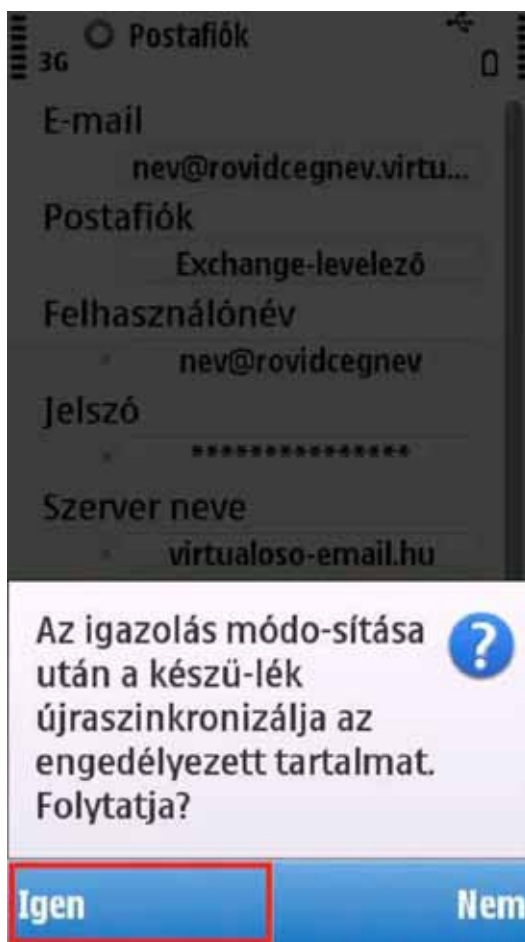 Postafiók
3G
E-mail
nev@rovidcegnev.virtu...
Postafiók
Exchange-levelező
Felhasználónév
nev@rovidcegnev
Jelszó
***************
Szerver neve
virtualoso-email.hu
Az igazolás módo-sítása
után a készü-lék
újraszinkronizálja az
engedélyezett tartalmat.
Folytatja?
Igen
Nem